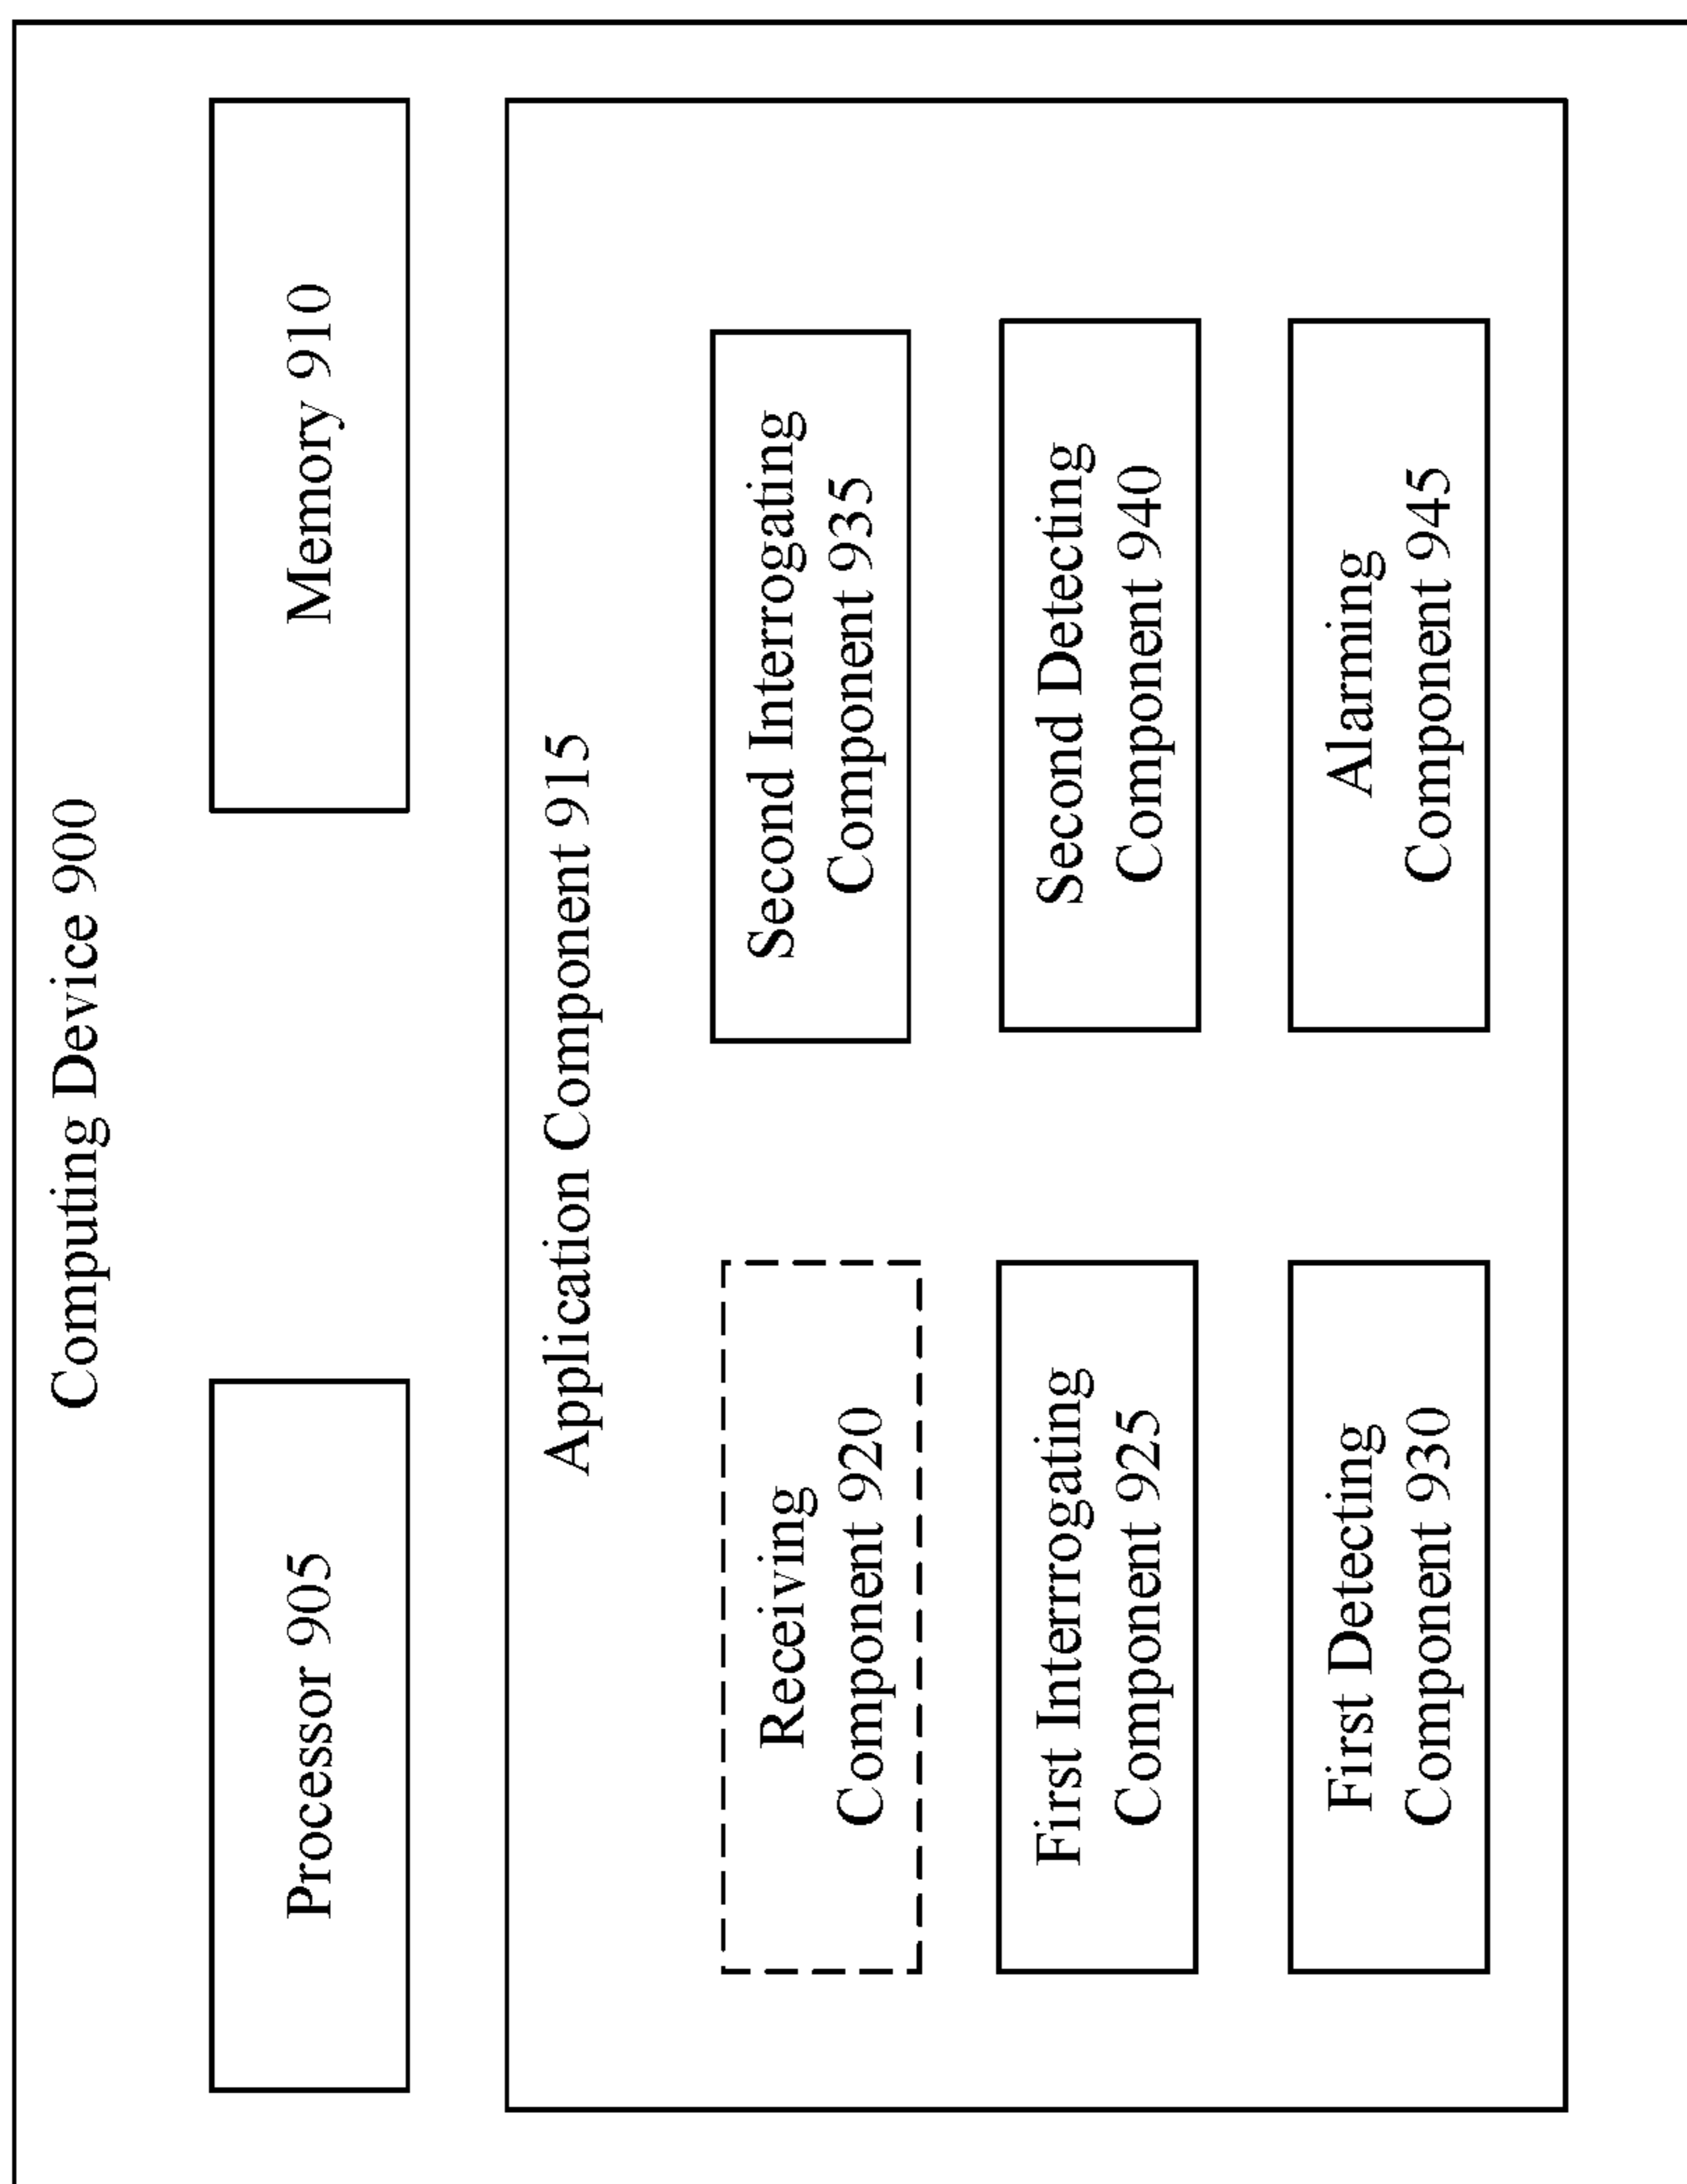 Computing Device 900
Processor 905
Memory 910
Application Component 915
Receiving
Component 920
Second Interrogating
Component 935
First Interrogating
Component 925
Second Detecting
Component 940
First Detecting
Component 930
Alarming
Component 945